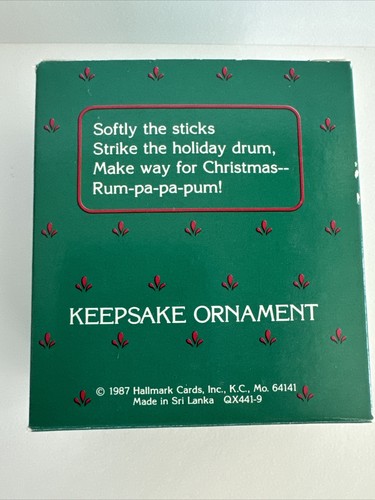 Softly the sticks
Strike the holiday drum,
Make way for Christmas--
Rum-pa-pa-pum!
KEEPSAKE ORNAMENT
© 1987 Hallmark Cards, Inc., K.C., Mo. 64141
Made in Sri Lanka QX441-9